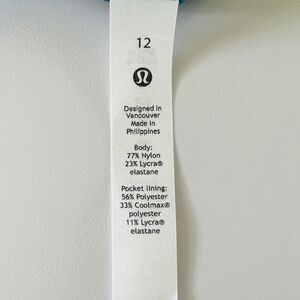 12
Designed in
Vancouver
Made in
Philippines
Body:
77% Nylon
23% Lycra®
elastane
Pocket lining:
56% Polyester
33% Coolmax®
polyester
11% Lycra®
elastane